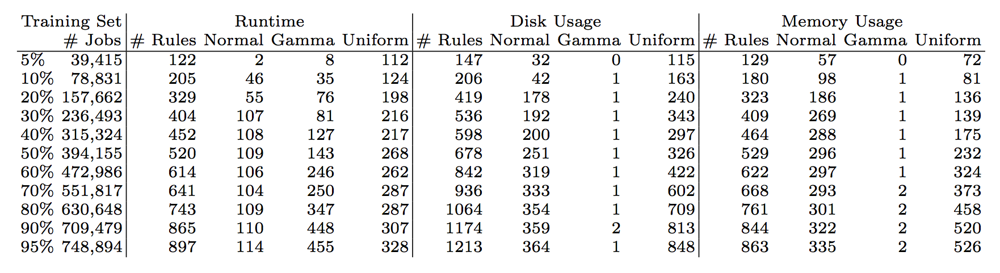 Training Set Runtime Disk Usage Memory Usage
# Jobs # Rules Normal Gamma Uniform # Rules Normal Gamma Uniform # Rules Normal Gamma Uniform
5% 39,415 122 2 8 112 147 32 0 115 129 57 0 72
10% 78,831 205 46 35 124 206 42 1 163 180 98 1 81
20% 157,662 329 55 76 198 419 178 1 240 323 186 1 136
30% 236,493 404 107 81 216 536 192 1 343 409 269 1 139
40% 315,324 452 108 127 217 598 200 1 297 464 288 1 175
50% 394,155 520 109 143 268 678 251 1 326 529 296 1 232
60% 472,986 614 106 246 262 842 319 1 422 622 297 1 324
70% 551,817 641 104 250 287 936 333 1 602 668 293 2 373
80% 630,648 743 109 347 287 1064 354 1 709 761 301 2 458
90% 709,479 865 110 448 307 1174 359 2 813 844 322 2 520
95% 748,894 897 114 455 328 1213 364 1 848 863 335 2 526